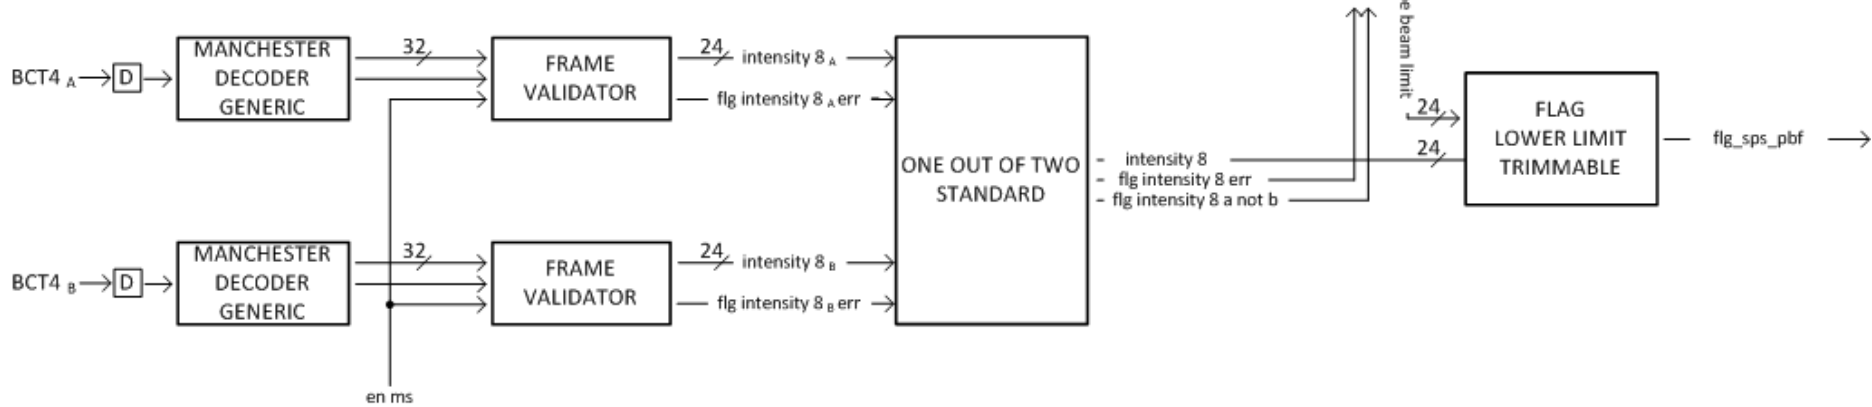 BCT4 A
D
MANCHESTER
DECODER
GENERIC
32
FRAME
VALIDATOR
24
intensity 8 A
flg intensity 8 A err
BCT4 B
D
MANCHESTER
DECODER
GENERIC
32
FRAME
VALIDATOR
24
intensity 8 B
flg intensity 8 B err
en ms
ONE OUT OF TWO
STANDARD
intensity 8
flg intensity 8 err
flg intensity 8 a not b
beam limit
24
24
FLAG
LOWER LIMIT
TRIMMABLE
flg_sps_pbf